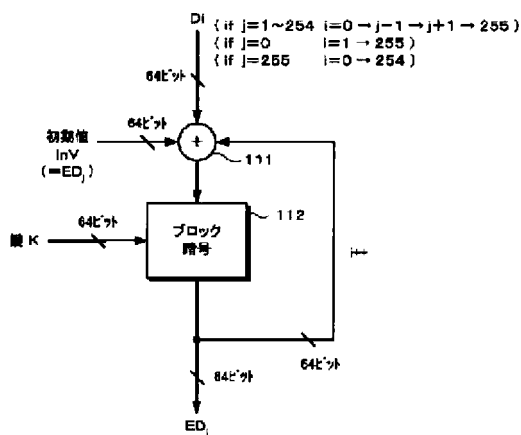 Di
( if j=1~254 i=0→j-1→j+1→255 )
( if j=0 i=1→255 )
( if j=255 i=0→254 )
64ビット
初期値
InV
(=EDj)
64ビット
+
111
鍵 K
64ビット
ブロック
暗号
112
64ビット
64ビット
EDi